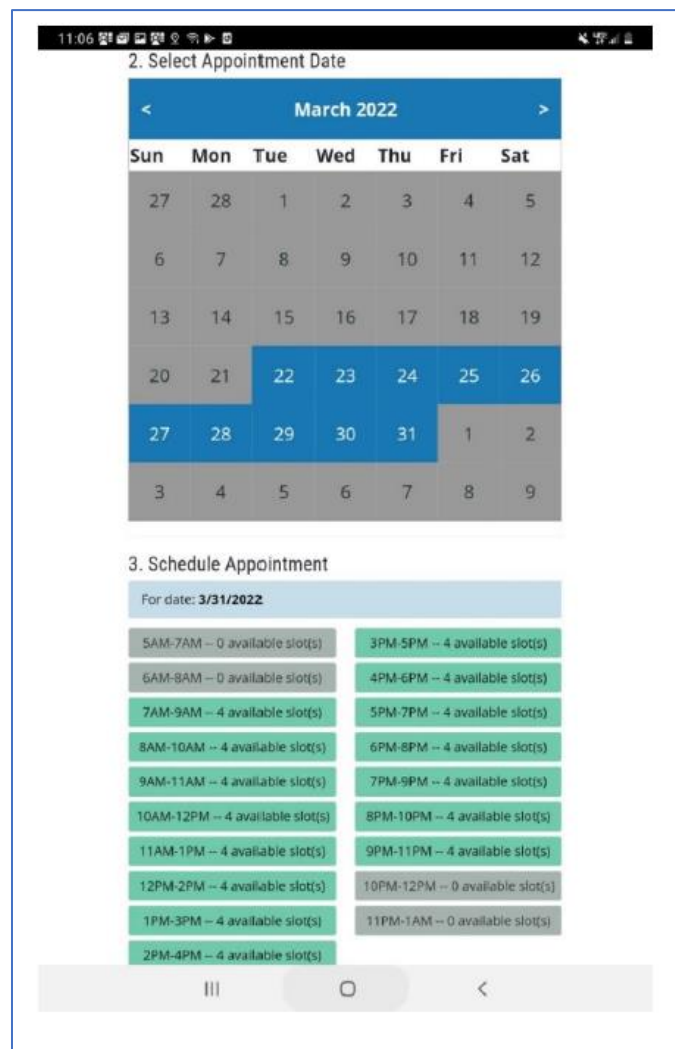 11:06
2. Select Appointment Date
< March 2022 >
Sun Mon Tue Wed Thu Fri Sat
27 28 1 2 3 4 5
6 7 8 9 10 11 12
13 14 15 16 17 18 19
20 21 22 23 24 25 26
27 28 29 30 31 1 2
3 4 5 6 7 8 9
3. Schedule Appointment
For date: 3/31/2022
5AM-7AM -- 0 available slot(s)
6AM-8AM -- 0 available slot(s)
7AM-9AM -- 4 available slot(s)
8AM-10AM -- 4 available slot(s)
9AM-11AM -- 4 available slot(s)
10AM-12PM -- 4 available slot(s)
11AM-1PM -- 4 available slot(s)
12PM-2PM -- 4 available slot(s)
1PM-3PM -- 4 available slot(s)
2PM-4PM -- 4 available slot(s)
3PM-5PM -- 4 available slot(s)
4PM-6PM -- 4 available slot(s)
5PM-7PM -- 4 available slot(s)
6PM-8PM -- 4 available slot(s)
7PM-9PM -- 4 available slot(s)
8PM-10PM -- 4 available slot(s)
9PM-11PM -- 4 available slot(s)
10PM-12PM -- 0 available slot(s)
11PM-1AM -- 0 available slot(s)